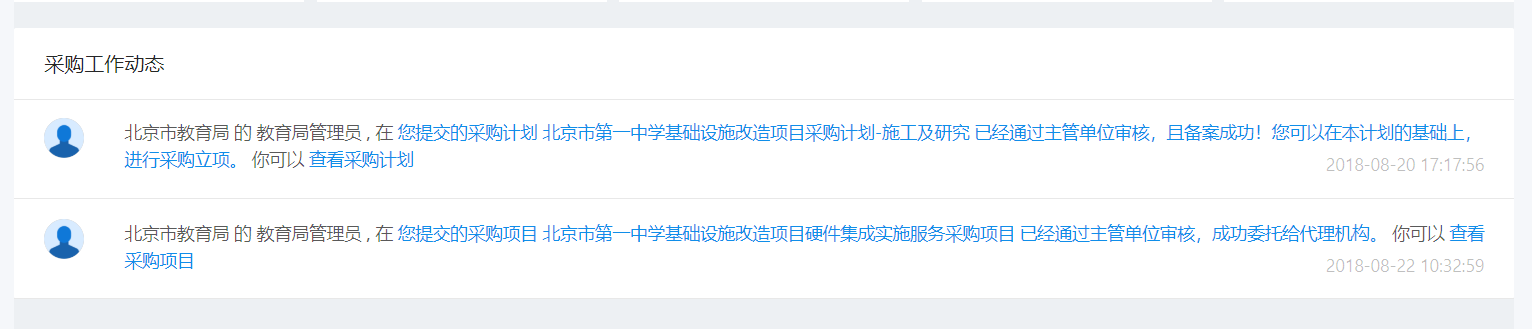 采购工作动态
北京市教育局 的 教育局管理员 , 在 您提交的采购计划 北京市第一中学基础设施改造项目采购计划-施工及研究 已经通过主管单位审核，且备案成功！您可以在本计划的基础上，
进行采购立项。 你可以 查看采购计划
2018-08-20 17:17:56
北京市教育局 的 教育局管理员 , 在 您提交的采购项目 北京市第一中学基础设施改造项目硬件集成实施服务采购项目 已经通过主管单位审核，成功委托给代理机构。 你可以 查看
采购项目
2018-08-22 10:32:59